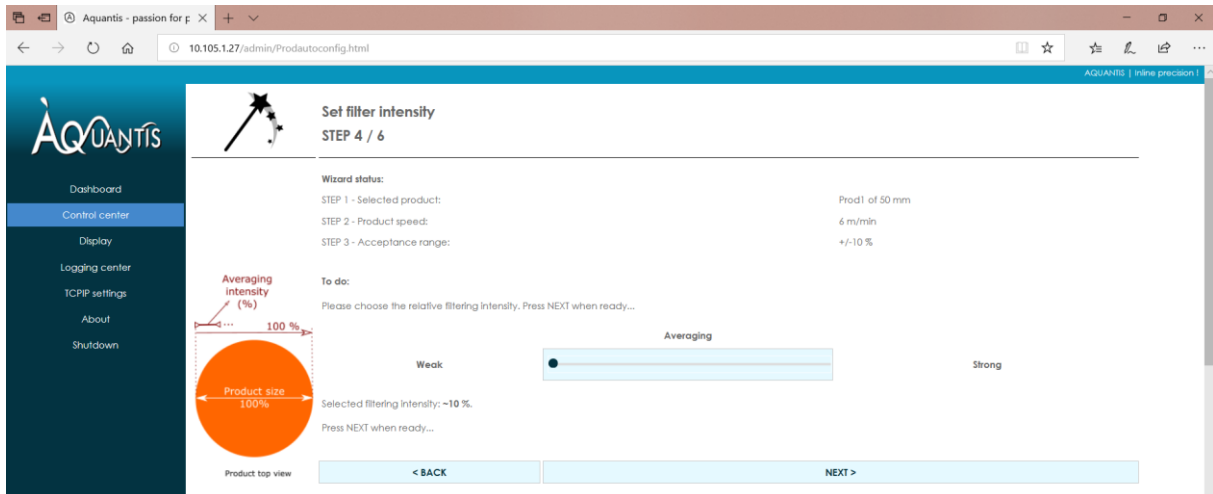 Aquantis - passion for p
10.105.1.27/admin/Prodautoconfig.html
AQUANTIS | Inline precision !
AQUANTIS
Dashboard
Control center
Display
Logging center
TCPIP settings
About
Shutdown
Set filter intensity
STEP 4 / 6
Wizard status:
STEP 1 - Selected product: Prod1 of 50 mm
STEP 2 - Product speed: 6 m/min
STEP 3 - Acceptance range: +/-10 %
To do:
Please choose the relative filtering intensity. Press NEXT when ready...
Averaging
Weak
Strong
Selected filtering intensity: ~10 %.
Press NEXT when ready...
< BACK
NEXT >
Averaging
intensity
(%)
...
100 %
Product size
100%
Product top view